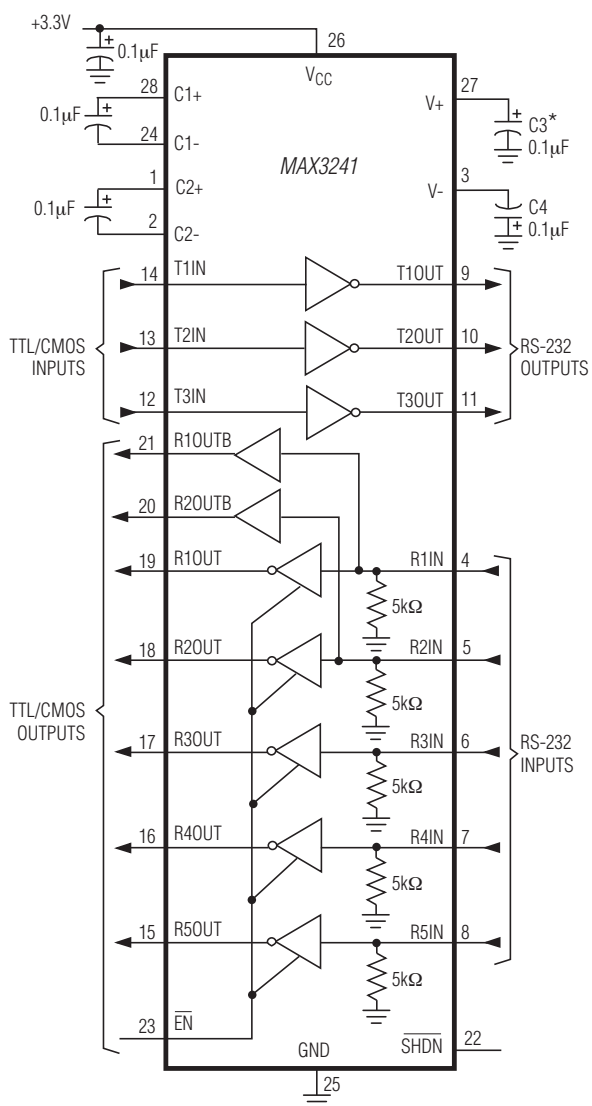 +3.3V
26
0.1μF
VCC
28
C1+
27
V+
0.1μF
C3*
0.1μF
24
C1-
MAX3241
1
C2+
3
V-
0.1μF
C4
0.1μF
2
C2-
14
T1IN
T1OUT
9
13
T2IN
T2OUT
10
TTL/CMOS
INPUTS
RS-232
OUTPUTS
12
T3IN
T3OUT
11
21
R1OUTB
20
R2OUTB
19
R1OUT
R1IN
4
5kΩ
18
R2OUT
R2IN
5
5kΩ
TTL/CMOS
OUTPUTS
17
R3OUT
R3IN
6
RS-232
INPUTS
5kΩ
16
R4OUT
R4IN
7
5kΩ
15
R5OUT
R5IN
8
5kΩ
23
E̅N̅
GND
S̅H̅D̅N̅
22
25